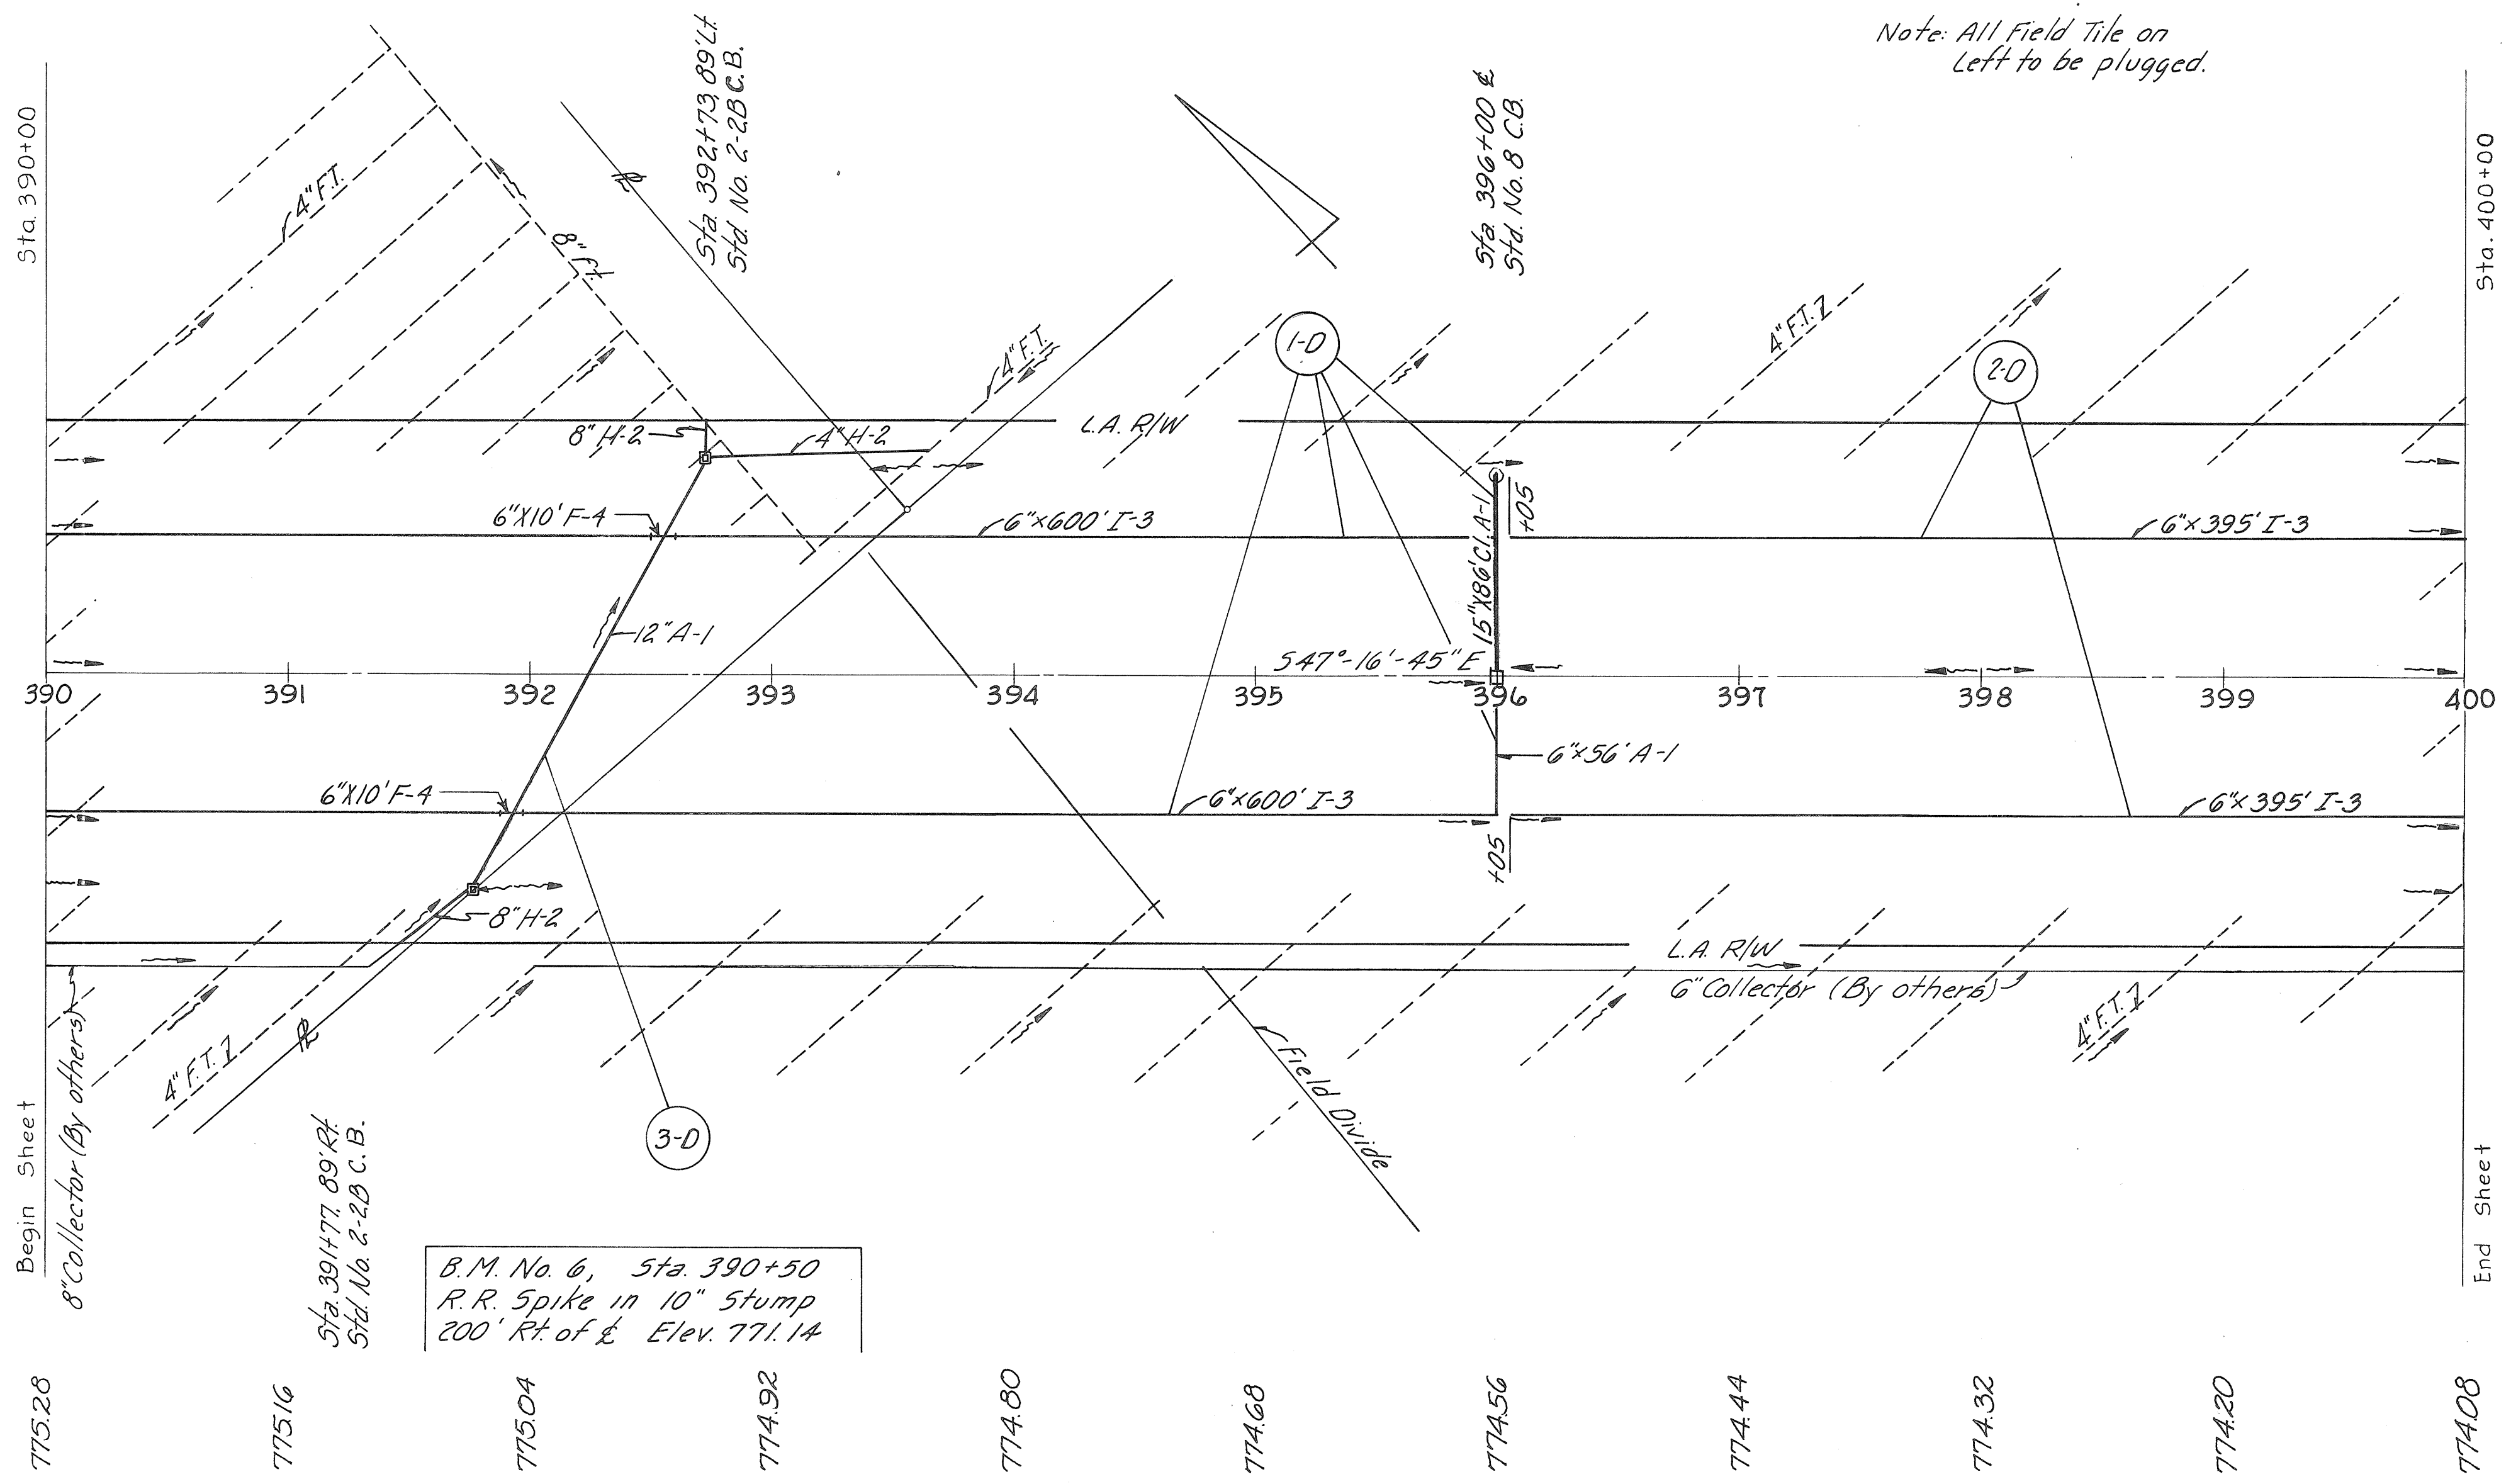 Note: All Field Tile on
Left to be plugged.
Sta. 390+00
Sta. 392+73, 89' Lt.
Std. No. 2-2B C.B.
Sta. 396+00 ℄
Std. No. 8 C.B.
Sta. 400+00
4" F.T.
8" F.T.
℄
4" F.T.
1-D
4" F.T.
2-D
L.A. R/W
8" H-2
4" H-2
6"X10' F-4
6"x600' I-3
15"X86' Cl. A-1
+05
6"x395' I-3
12" A-1
S47°-16'-45"E
390
391
392
393
394
395
396
397
398
399
400
6"x56' A-1
6"X10' F-4
6"x600' I-3
6"x395' I-3
+05
8" H-2
L.A. R/W
6" Collector (By others)
4" F.T.
4" F.T.
8" Collector (By others)
Field Divide
3-D
Begin Sheet
End Sheet
Sta. 391+77, 89' Rt.
Std. No. 2-2B C.B.
B.M. No. 6, Sta. 390+50
R.R. Spike in 10" Stump
200' Rt. of ℄ Elev. 771.14
775.28
775.16
775.04
774.92
774.80
774.68
774.56
774.44
774.32
774.20
774.08